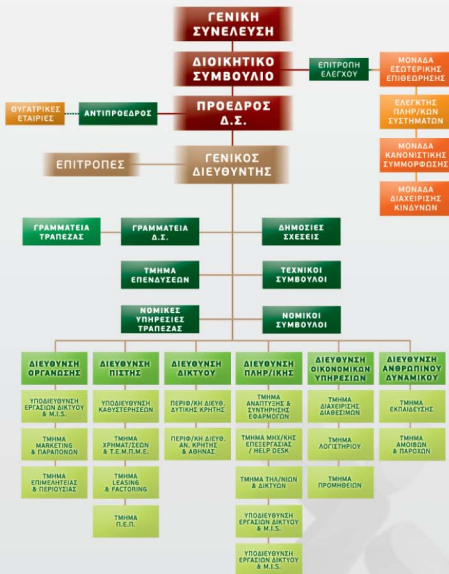 ΓΕΝΙΚΗ
ΣΥΝΕΛΕΥΣΗ
ΔΙΟΙΚΗΤΙΚΟ
ΣΥΜΒΟΥΛΙΟ
ΕΠΙΤΡΟΠΗ
ΕΛΕΓΧΟΥ
ΜΟΝΑΔΑ
ΕΣΩΤΕΡΙΚΗΣ
ΕΠΙΘΕΩΡΗΣΗΣ
ΘΥΓΑΤΡΙΚΕΣ
ΕΤΑΙΡΙΕΣ
ΑΝΤΙΠΡΟΕΔΡΟΣ
ΠΡΟΕΔΡΟΣ
Δ.Σ.
ΕΛΕΓΚΤΗΣ
ΠΛΗΡ/ΚΩΝ
ΣΥΣΤΗΜΑΤΩΝ
ΕΠΙΤΡΟΠΕΣ
ΓΕΝΙΚΟΣ
ΔΙΕΥΘΥΝΤΗΣ
ΜΟΝΑΔΑ
ΚΑΝΟΝΙΣΤΙΚΗΣ
ΣΥΜΜΟΡΦΩΣΗΣ
ΜΟΝΑΔΑ
ΔΙΑΧΕΙΡΙΣΗΣ
ΚΙΝΔΥΝΩΝ
ΓΡΑΜΜΑΤΕΙΑ
ΤΡΑΠΕΖΑΣ
ΓΡΑΜΜΑΤΕΙΑ
Δ.Σ.
ΔΗΜΟΣΙΕΣ
ΣΧΕΣΕΙΣ
ΤΜΗΜΑ
ΕΠΕΝΔΥΣΕΩΝ
ΤΕΧΝΙΚΟΙ
ΣΥΜΒΟΥΛΟΙ
ΝΟΜΙΚΕΣ
ΥΠΗΡΕΣΙΕΣ
ΤΡΑΠΕΖΑΣ
ΝΟΜΙΚΟΙ
ΣΥΜΒΟΥΛΟΙ
ΔΙΕΥΘΥΝΣΗ
ΟΡΓΑΝΩΣΗΣ
ΥΠΟΔΙΕΥΘΥΝΣΗ
ΕΡΓΑΣΙΩΝ ΔΙΚΤΥΟΥ
& M.I.S.
ΤΜΗΜΑ
MARKETING
& ΠΑΡΑΠΟΝΩΝ
ΤΜΗΜΑ
ΕΠΙΜΕΛΗΤΕΙΑΣ
& ΠΕΡΙΟΥΣΙΑΣ
ΔΙΕΥΘΥΝΣΗ
ΠΙΣΤΗΣ
ΥΠΟΔΙΕΥΘΥΝΣΗ
ΚΑΘΥΣΤΕΡΗΣΕΩΝ
ΤΜΗΜΑ
ΧΡΗΜΑΤ/ΣΕΩΝ
& Τ.Ε.Μ.Π.Μ.Ε.
ΤΜΗΜΑ
LEASING
& FACTORING
ΤΜΗΜΑ
Π.Ε.Π.
ΔΙΕΥΘΥΝΣΗ
ΔΙΚΤΥΟΥ
ΠΕΡΙΦ/ΚΗ ΔΙΕΥΘ.
ΔΥΤΙΚΗΣ ΚΡΗΤΗΣ
ΠΕΡΙΦ/ΚΗ ΔΙΕΥΘ.
ΑΝ. ΚΡΗΤΗΣ
& ΑΘΗΝΑΣ
ΔΙΕΥΘΥΝΣΗ
ΠΛΗΡ/ΙΚΗΣ
ΤΜΗΜΑ
ΑΝΑΠΤΥΞΗΣ &
ΣΥΝΤΗΡΗΣΗΣ
ΕΦΑΡΜΟΓΩΝ
ΤΜΗΜΑ ΜΗΧ/ΚΗΣ
ΕΠΕΞΕΡΓΑΣΙΑΣ
/ HELP DESK
ΤΜΗΜΑ ΤΗΛ/ΝΙΩΝ
& ΔΙΚΤΥΩΝ
ΥΠΟΔΙΕΥΘΥΝΣΗ
ΕΡΓΑΣΙΩΝ ΔΙΚΤΥΟΥ
& M.I.S.
ΥΠΟΔΙΕΥΘΥΝΣΗ
ΕΡΓΑΣΙΩΝ ΔΙΚΤΥΟΥ
& M.I.S.
ΔΙΕΥΘΥΝΣΗ
ΟΙΚΟΝΟΜΙΚΩΝ
ΥΠΗΡΕΣΙΩΝ
ΤΜΗΜΑ
ΔΙΑΧΕΙΡΙΣΗΣ
ΔΙΑΘΕΣΙΜΩΝ
ΤΜΗΜΑ
ΛΟΓΙΣΤΗΡΙΟΥ
ΤΜΗΜΑ
ΠΡΟΜΗΘΕΙΩΝ
ΔΙΕΥΘΥΝΣΗ
ΑΝΘΡΩΠΙΝΟΥ
ΔΥΝΑΜΙΚΟΥ
ΤΜΗΜΑ
ΕΚΠΑΙΔΕΥΣΗΣ
ΤΜΗΜΑ
ΑΜΟΙΒΩΝ
& ΠΑΡΟΧΩΝ